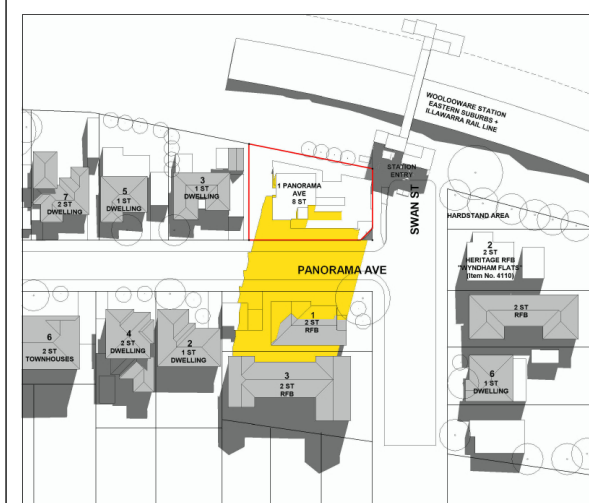 WOOLOOWARE STATION
EASTERN SUBURBS +
ILLAWARRA RAIL LINE
STATION
ENTRY
SWAN ST
HARDSTAND AREA
7
2 ST
DWELLING
5
1 ST
DWELLING
3
1 ST
DWELLING
1 PANORAMA
AVE
8 ST
2
2 ST
HERITAGE RFB
"WYNDHAM FLATS"
(Item No. 4110)
PANORAMA AVE
6
2 ST
TOWNHOUSES
4
2 ST
DWELLING
2
1 ST
DWELLING
1
2 ST
RFB
2 ST
RFB
3
2 ST
RFB
6
1 ST
DWELLING